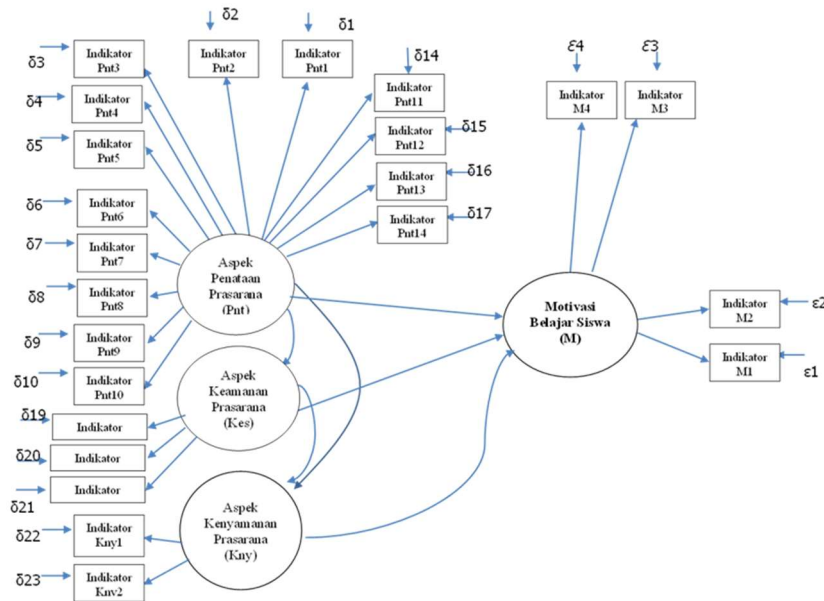 δ2
δ1
δ3
Indikator
Pnt3
Indikator
Pnt2
Indikator
Pnt1
δ14
ε4
ε3
δ4
Indikator
Pnt4
Indikator
Pnt11
Indikator
M4
Indikator
M3
δ5
Indikator
Pnt5
Indikator
Pnt12
δ15
Indikator
Pnt13
δ16
δ6
Indikator
Pnt6
Indikator
Pnt14
δ17
δ7
Indikator
Pnt7
Aspek
Penataan
Prasarana
(Pnt)
δ8
Indikator
Pnt8
Motivasi
Belajar Siswa
(M)
Indikator
M2
ε2
δ9
Indikator
Pnt9
Indikator
M1
ε1
δ10
Indikator
Pnt10
Aspek
Keamanan
Prasarana
(Kes)
δ19
Indikator
δ20
Indikator
δ21
Indikator
δ22
Indikator
Kny1
Aspek
Kenyamanan
Prasarana
(Kny)
δ23
Indikator
Knv2